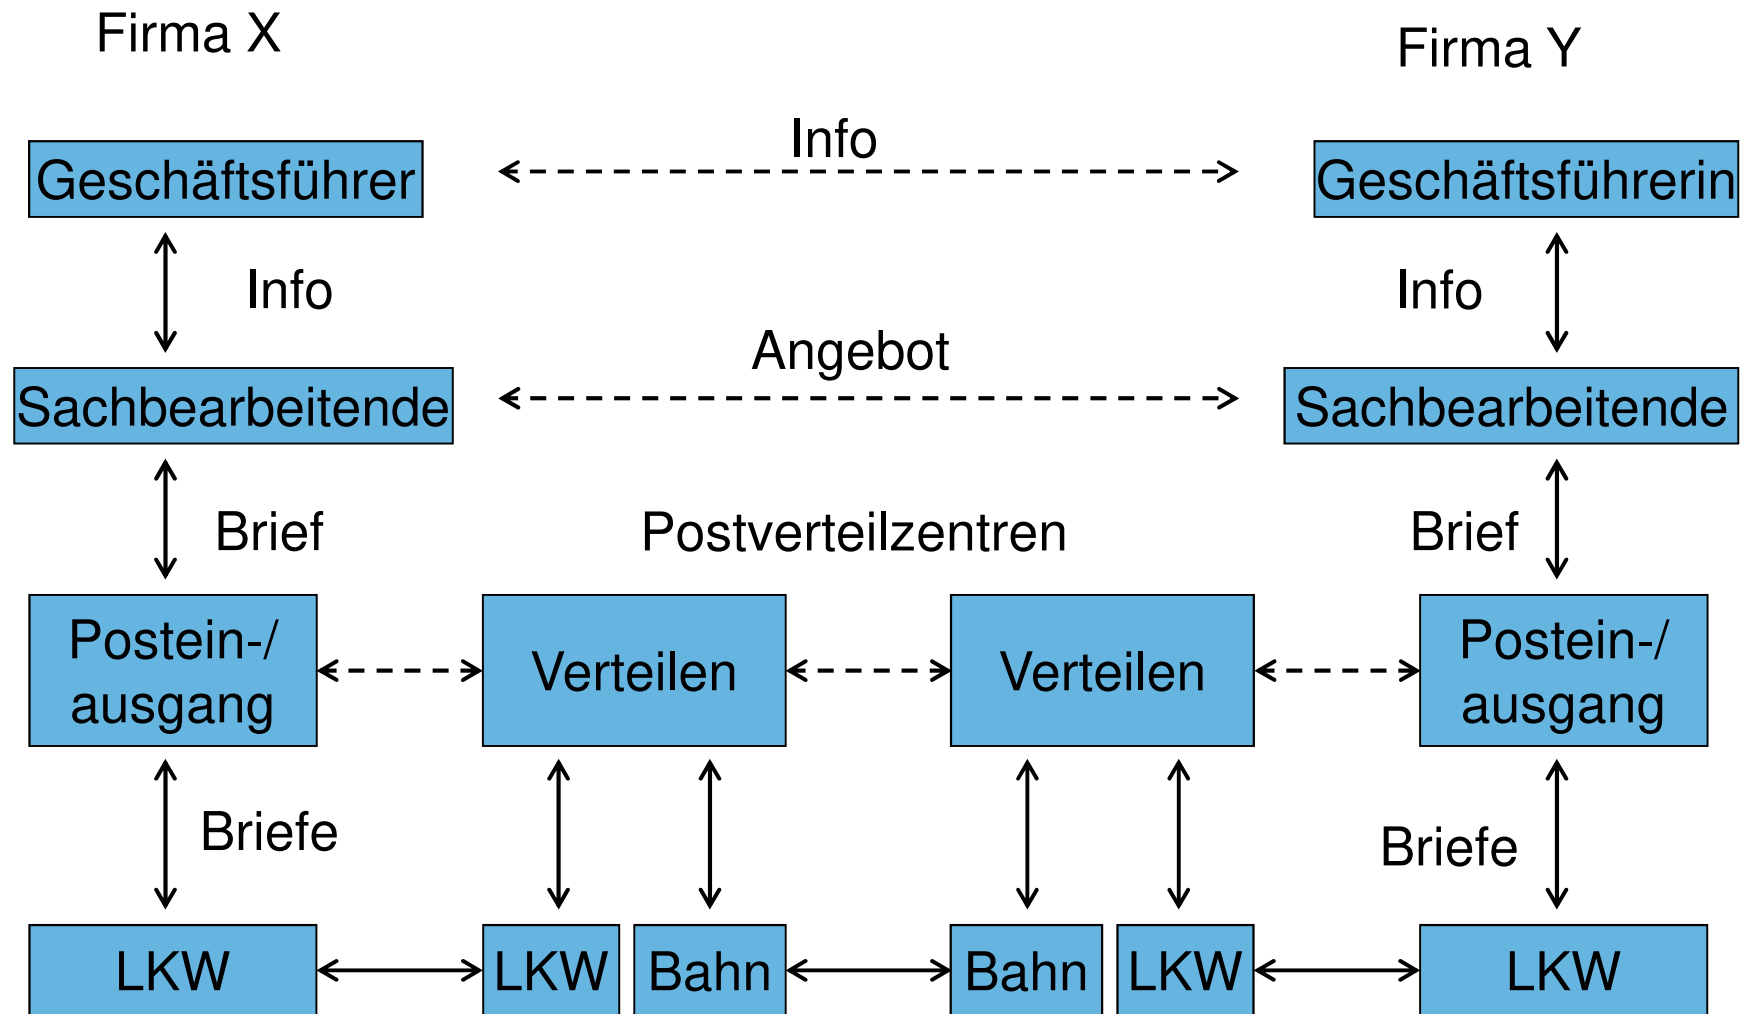 Firma X
Firma Y
Info
Geschäftsführer
Geschäftsführerin
Info
Info
Angebot
Sachbearbeitende
Sachbearbeitende
Brief
Postverteilzentren
Brief
Postein-/
ausgang
Verteilen
Verteilen
Postein-/
ausgang
Briefe
Briefe
LKW
LKW
Bahn
Bahn
LKW
LKW